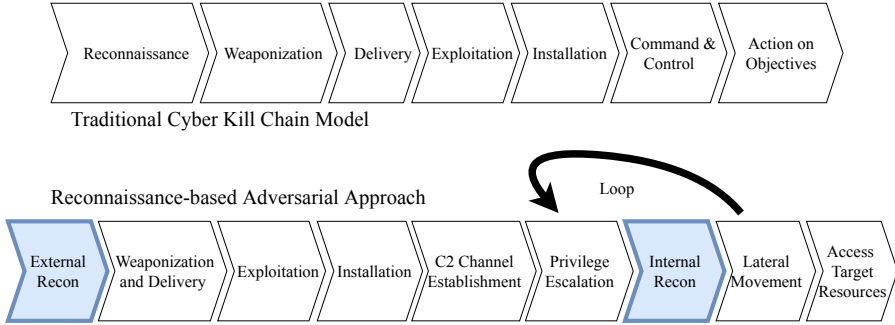 Reconnaissance
Weaponization
Delivery
Exploitation
Installation
Command &
Control
Action on
Objectives
Traditional Cyber Kill Chain Model
Reconnaissance-based Adversarial Approach
Loop
External
Recon
Weaponization
and Delivery
Exploitation
Installation
C2 Channel
Establishment
Privilege
Escalation
Internal
Recon
Lateral
Movement
Access
Target
Resources